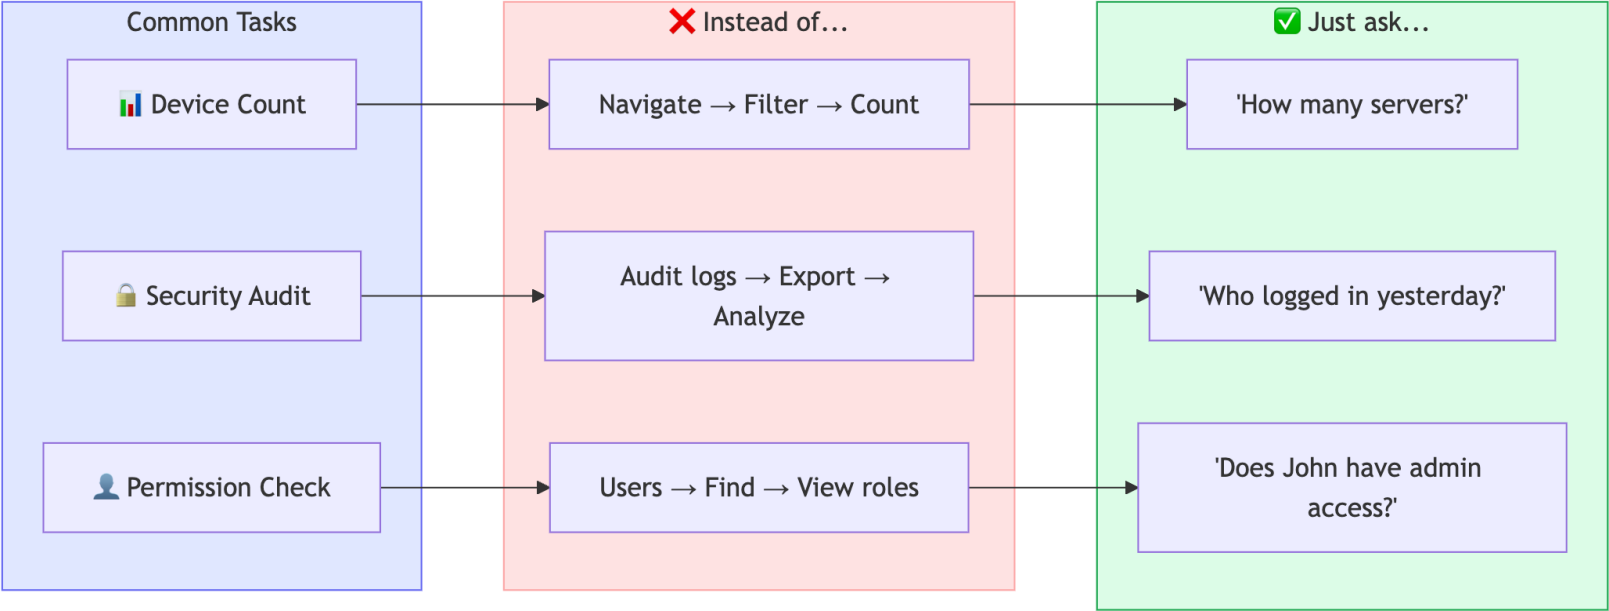 Common Tasks
❌ Instead of...
✅ Just ask...
📊 Device Count
Navigate → Filter → Count
'How many servers?'
🔒 Security Audit
Audit logs → Export →
Analyze
'Who logged in yesterday?'
👤 Permission Check
Users → Find → View roles
'Does John have admin
access?'